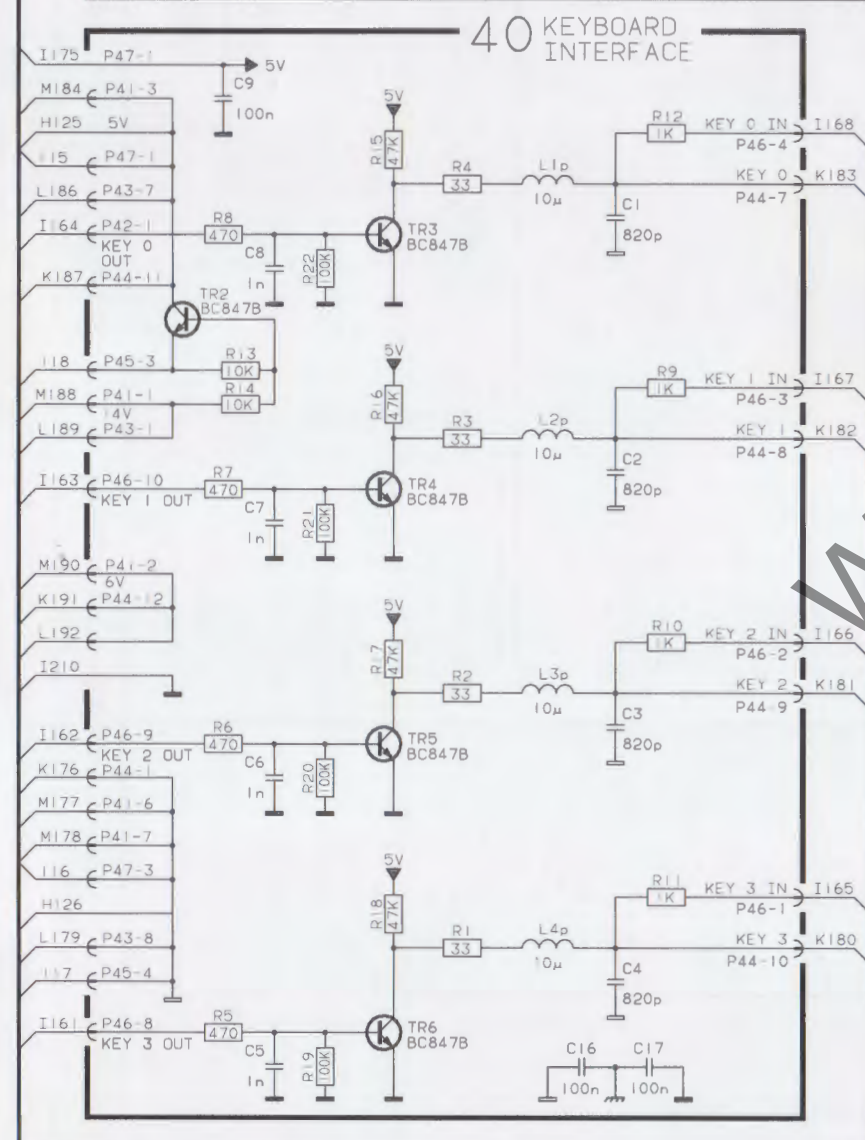 40 KEYBOARD
INTERFACE
I175 P47-1
5V
C9
100n
M184 P41-3
H125 5V
I15 P47-1
L186 P43-7
I164 P42-1
KEY 0
OUT
K187 P44-11
R8
470
C8
1n
R22
100K
5V
R15
47K
TR3
BC847B
R4
33
L1p
10µ
C1
820p
R12
1K
KEY 0 IN
P46-4
I168
KEY 0
P44-7
K183
TR2
BC847B
R13
10K
R14
10K
I18 P45-3
M188 P41-1
14V
L189 P43-1
I163 P46-10
KEY 1 OUT
R7
470
C7
1n
R21
100K
5V
R16
47K
TR4
BC847B
R3
33
L2p
10µ
C2
820p
R9
1K
KEY 1 IN
P46-3
I167
KEY 1
P44-8
K182
M190 P41-2
6V
K191 P44-12
L192
I210
I162 P46-9
KEY 2 OUT
R6
470
C6
1n
R20
100K
5V
R17
47K
TR5
BC847B
R2
33
L3p
10µ
C3
820p
R10
1K
KEY 2 IN
P46-2
I166
KEY 2
P44-9
K181
K176 P44-1
M177 P41-6
M178 P41-7
I16 P47-3
H126
L179 P43-8
I17 P45-4
I161 P46-8
KEY 3 OUT
R5
470
C5
1n
R19
100K
5V
R18
47K
TR6
BC847B
R1
33
L4p
10µ
C4
820p
R11
1K
KEY 3 IN
P46-1
I165
KEY 3
P44-10
K180
C16
100n
C17
100n